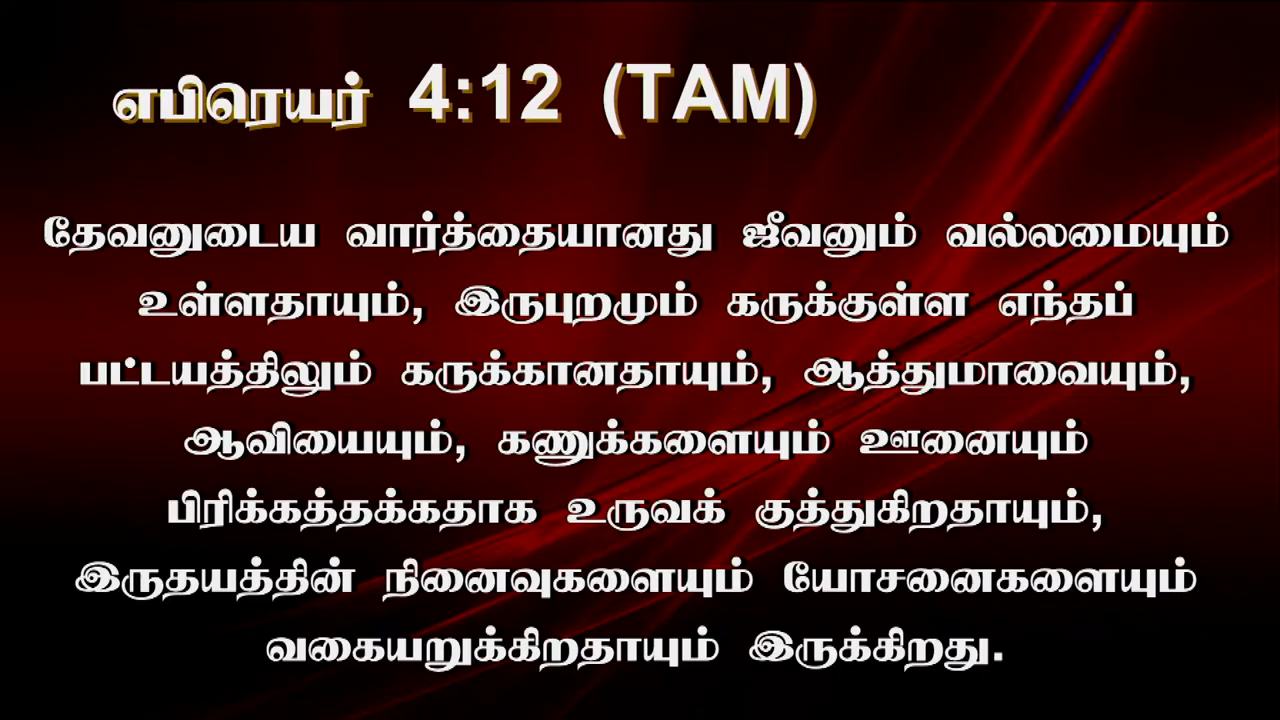 எபிரெயர் 4:12 (TAM)
தேவனுடைய வார்த்தையானது ஜீவனும் வல்லமையும்
உள்ளதாயும், இருபுறமும் கருக்குள்ள எந்தப்
பட்டயத்திலும் கருக்கானதாயும், ஆத்துமாவையும்,
ஆவியையும், கணுக்களையும் ஊனையும்
பிரிக்கத்தக்கதாக உருவக் குத்துகிறதாயும்,
இருதயத்தின் நினைவுகளையும் யோசனைகளையும்
வகையறுக்கிறதாயும் இருக்கிறது.